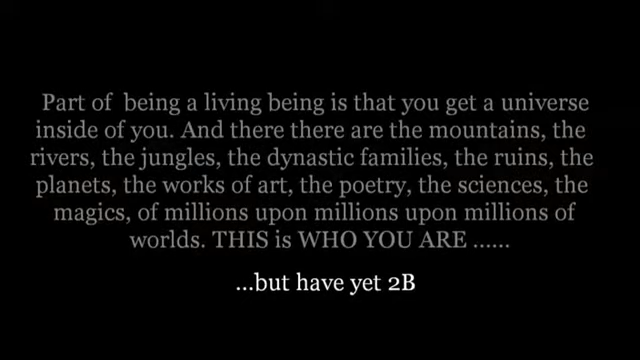 Part of  being a living being is that you get a universe
inside of you. And there there are the mountains, the
rivers, the jungles, the dynastic families, the ruins, the
planets, the works of art, the poetry, the sciences, the
magics, of millions upon millions upon millions of
worlds. THIS is WHO YOU ARE ......
...but have yet 2B